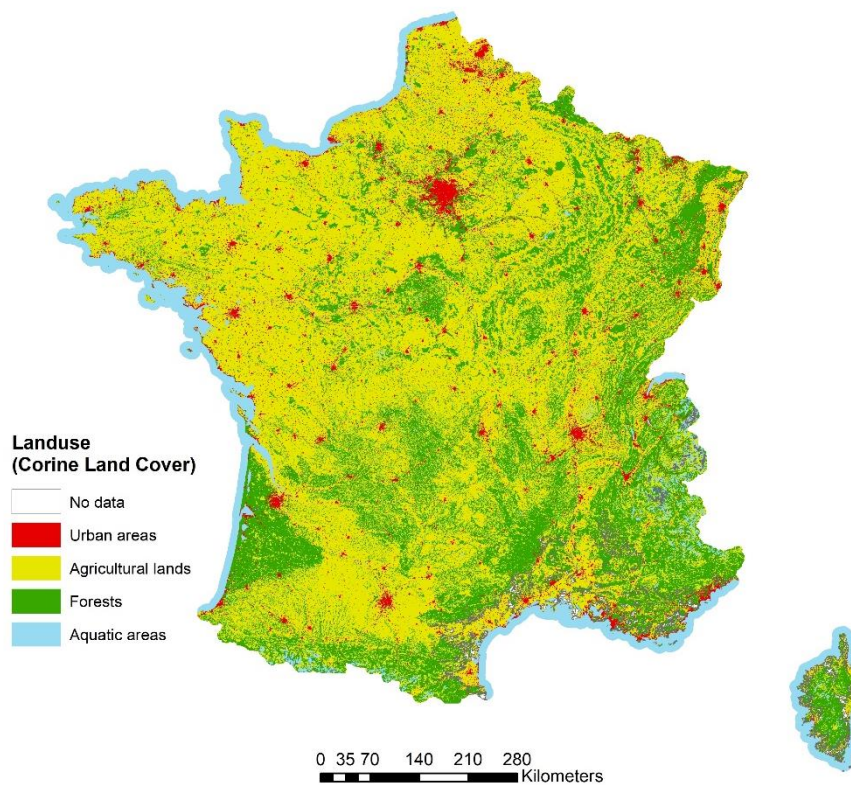 Landuse
(Corine Land Cover)
No data
Urban areas
Agricultural lands
Forests
Aquatic areas
0 35 70 140 210 280
Kilometers